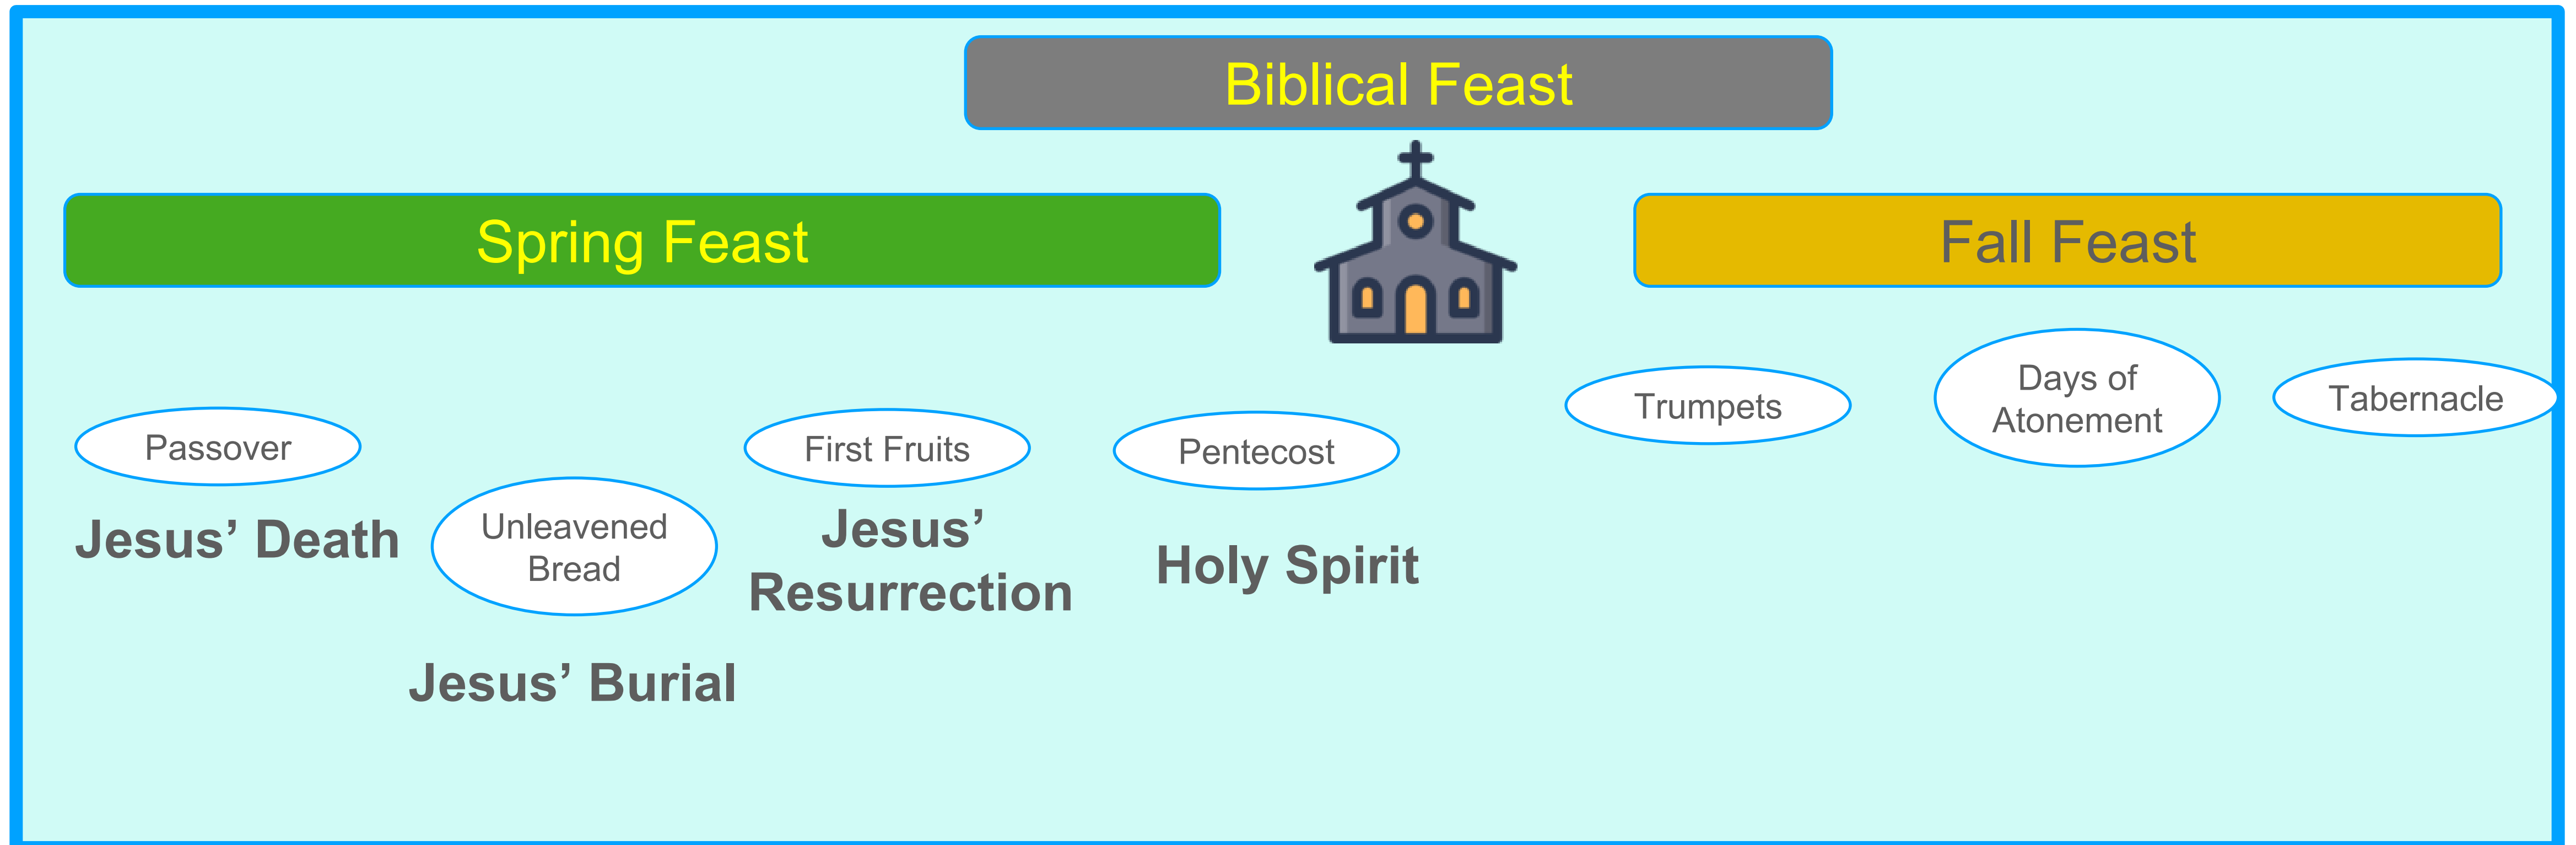 Biblical Feast
Spring Feast
Fall Feast
Passover
Jesus’ Death
Unleavened
Bread
Jesus’ Burial
First Fruits
Jesus’
Resurrection
Pentecost
Holy Spirit
Trumpets
Days of
Atonement
Tabernacle